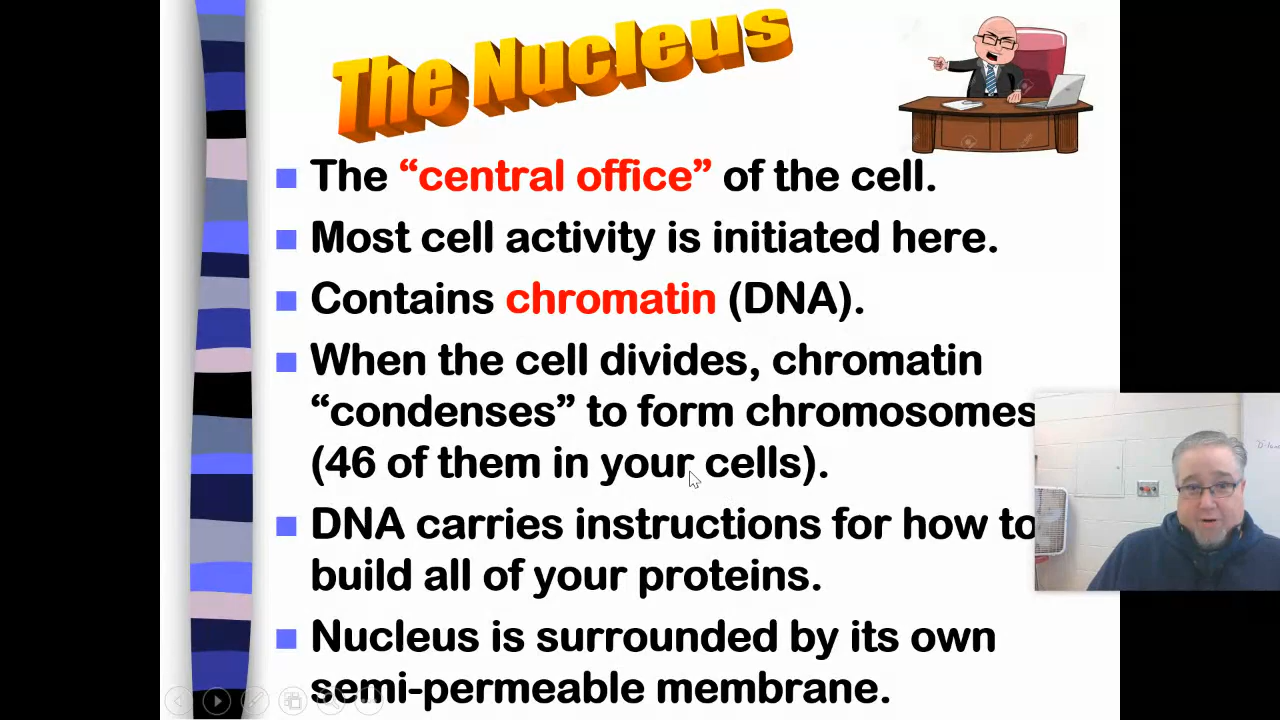 The Nucleus
The “central office” of the cell.
Most cell activity is initiated here.
Contains chromatin (DNA).
When the cell divides, chromatin
“condenses” to form chromosomes
(46 of them in your cells).
DNA carries instructions for how to
build all of your proteins.
Nucleus is surrounded by its own
semi-permeable membrane.